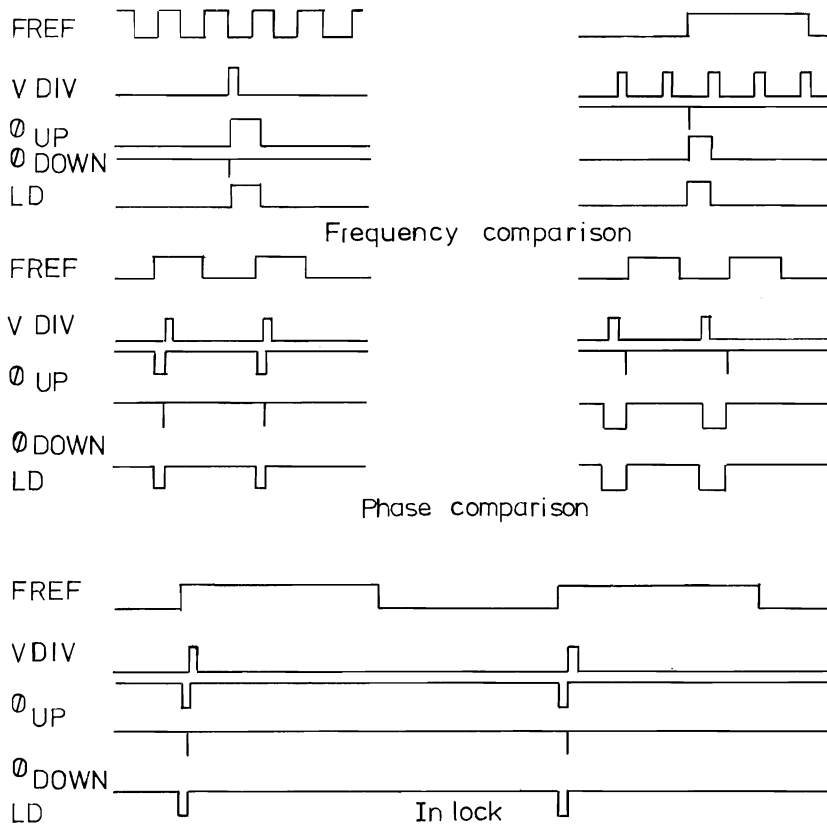 FREF
V DIV
Ø UP
Ø DOWN
LD
Frequency comparison
FREF
V DIV
Ø UP
Ø DOWN
LD
Phase comparison
FREF
V DIV
Ø UP
Ø DOWN
LD
In lock